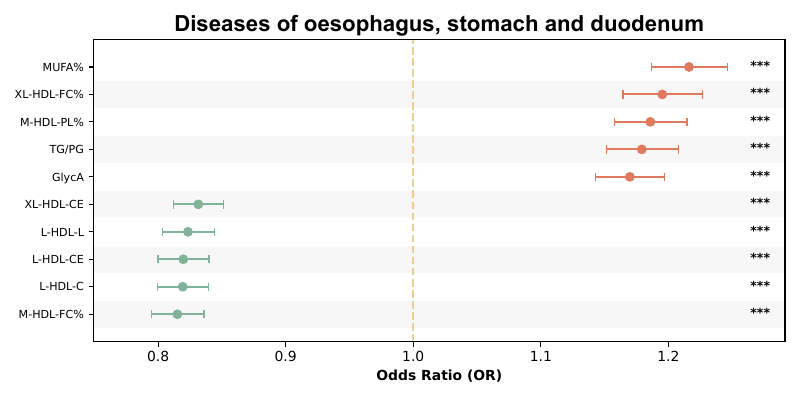 Diseases of oesophagus, stomach and duodenum
MUFA% ***
XL-HDL-FC% ***
M-HDL-PL% ***
TG/PG ***
GlycA ***
XL-HDL-CE ***
L-HDL-L ***
L-HDL-CE ***
L-HDL-C ***
M-HDL-FC% ***
0.8 0.9 1.0 1.1 1.2
Odds Ratio (OR)